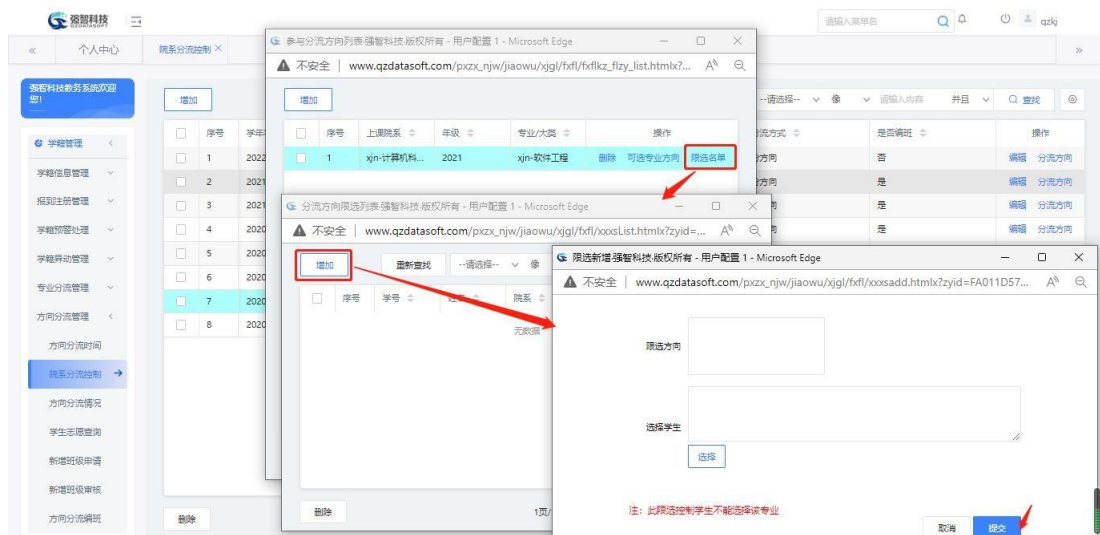 强智科技
QZDATASOFT
请输入菜单名
qzkj
«
个人中心
院系分流控制 ×
»
强智科技教务系统欢迎
您!
学籍管理
学籍信息管理
报到注册管理
学籍预警处理
学籍异动管理
专业分流管理
方向分流管理
方向分流时间
院系分流控制
方向分流情况
学生志愿查询
新增班级申请
新增班级审核
方向分流编班
增加
--请选择-- 像 请输入内容 并且 查找
序号 学年 分流方式 是否编班 操作
1 2022 方向 否 编辑 分流方向
2 2021 方向 是 编辑 分流方向
3 2021 是 编辑 分流方向
4 2020 是 编辑 分流方向
5 2020
6 2020
7 2020
8 2020
删除
参与分流方向列表-强智科技-版权所有 - 用户配置 1 - Microsoft Edge
不安全 | www.qzdatasoft.com/pxzx_njw/jiaowu/xjgl/fxfl/fxflkz_flzy_list.htmlx?...
增加
序号 上课院系 年级 专业/大类 操作
1 xjn-计算机科... 2021 xjn-软件工程 删除 可选专业方向 限选名单
分流方向限选列表-强智科技-版权所有 - 用户配置 1 - Microsoft Edge
不安全 | www.qzdatasoft.com/pxzx_njw/jiaowu/xjgl/fxfl/xxxsList.htmlx?zyid=...
增加 重新查找 --请选择-- 像
序号 学号 姓名 院系
无数据
删除 1页/
限选新增-强智科技-版权所有 - 用户配置 1 - Microsoft Edge
不安全 | www.qzdatasoft.com/pxzx_njw/jiaowu/xjgl/fxfl/xxxsadd.htmlx?zyid=FA011D57...
限选方向
选择学生
选择
注：此限选控制学生不能选择该专业
取消 提交